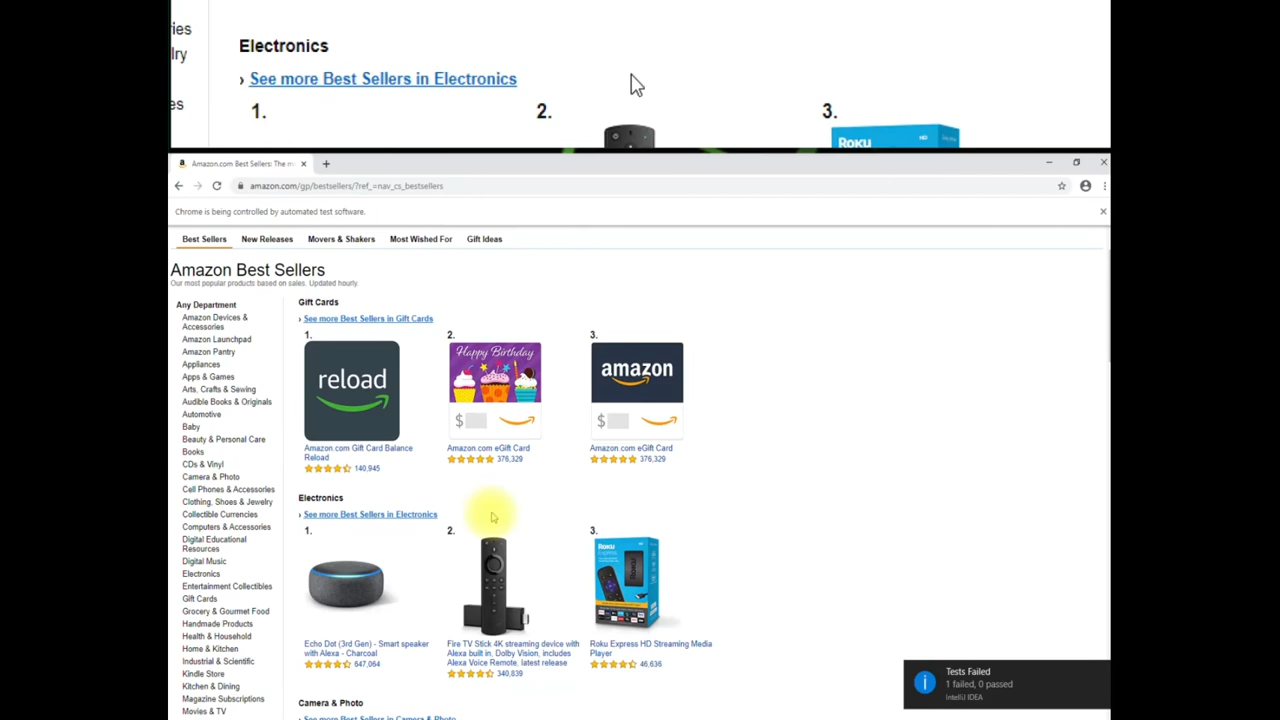 ies
lry
es
Electronics
› See more Best Sellers in Electronics
1.
2.
3.
Roku
HD
Amazon.com Best Sellers: The m
amazon.com/gp/bestsellers/?ref_=nav_cs_bestsellers
Chrome is being controlled by automated test software.
Best Sellers
New Releases
Movers & Shakers
Most Wished For
Gift Ideas
Amazon Best Sellers
Our most popular products based on sales. Updated hourly.
Any Department
Amazon Devices &
Accessories
Amazon Launchpad
Amazon Pantry
Appliances
Apps & Games
Arts, Crafts & Sewing
Audible Books & Originals
Automotive
Baby
Beauty & Personal Care
Books
CDs & Vinyl
Camera & Photo
Cell Phones & Accessories
Clothing, Shoes & Jewelry
Collectible Currencies
Computers & Accessories
Digital Educational
Resources
Digital Music
Electronics
Entertainment Collectibles
Gift Cards
Grocery & Gourmet Food
Handmade Products
Health & Household
Home & Kitchen
Industrial & Scientific
Kindle Store
Kitchen & Dining
Magazine Subscriptions
Movies & TV
Gift Cards
› See more Best Sellers in Gift Cards
1.
reload
Amazon.com Gift Card Balance
Reload
140,945
2.
Happy Birthday
$
Amazon.com eGift Card
376,329
3.
amazon
$
Amazon.com eGift Card
376,329
Electronics
› See more Best Sellers in Electronics
1.
Echo Dot (3rd Gen) - Smart speaker
with Alexa - Charcoal
647,064
2.
Fire TV Stick 4K streaming device with
Alexa built in, Dolby Vision, includes
Alexa Voice Remote, latest release
340,839
3.
Roku
Express
Roku Express HD Streaming Media
Player
46,636
Camera & Photo
› See more Best Sellers in Camera & Photo
Tests Failed
1 failed, 0 passed
IntelliJ IDEA